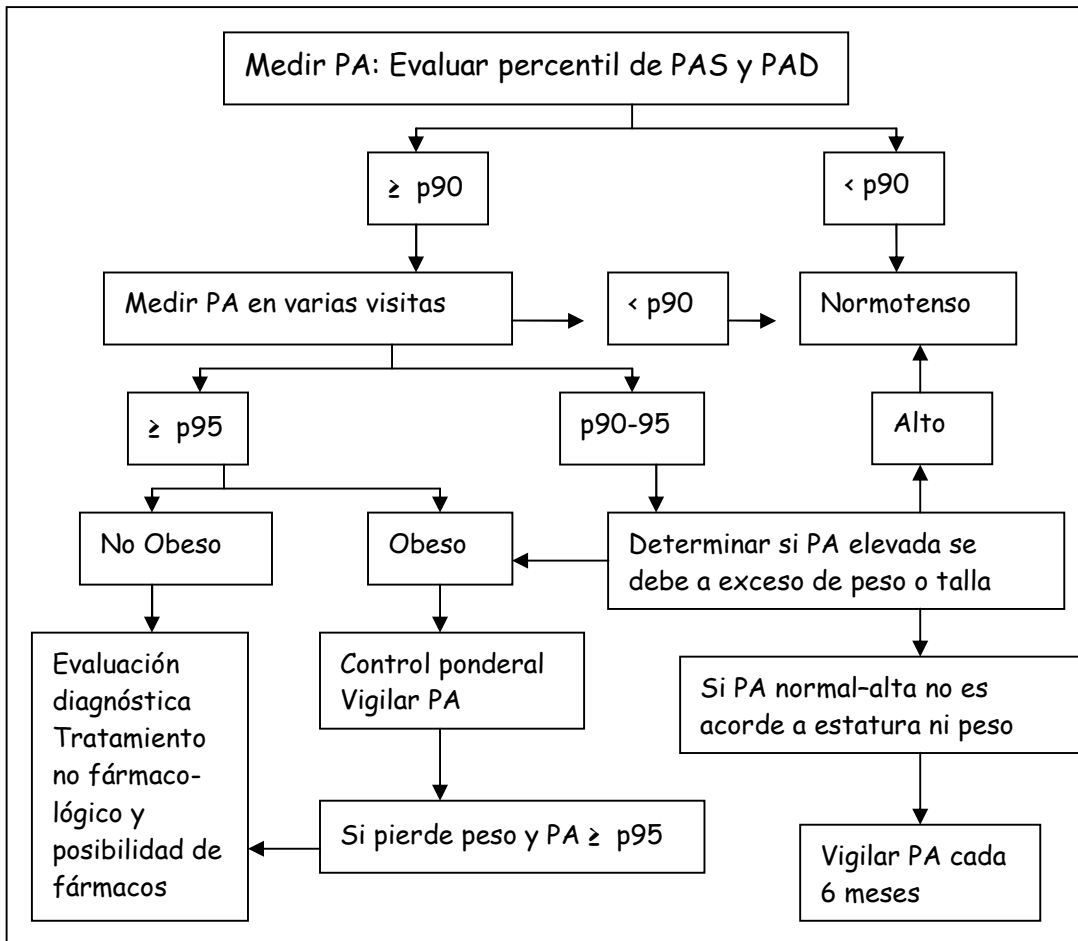 Medir PA: Evaluar percentil de PAS y PAD
≥ p90
< p90
Medir PA en varias visitas
< p90
Normotenso
≥ p95
p90-95
Alto
No Obeso
Obeso
Determinar si PA elevada se
debe a exceso de peso o talla
Evaluación
diagnóstica
Tratamiento
no fármaco-
lógico y
posibilidad de
fármacos
Control ponderal
Vigilar PA
Si PA normal–alta no es
acorde a estatura ni peso
Si pierde peso y PA ≥ p95
Vigilar PA cada
6 meses